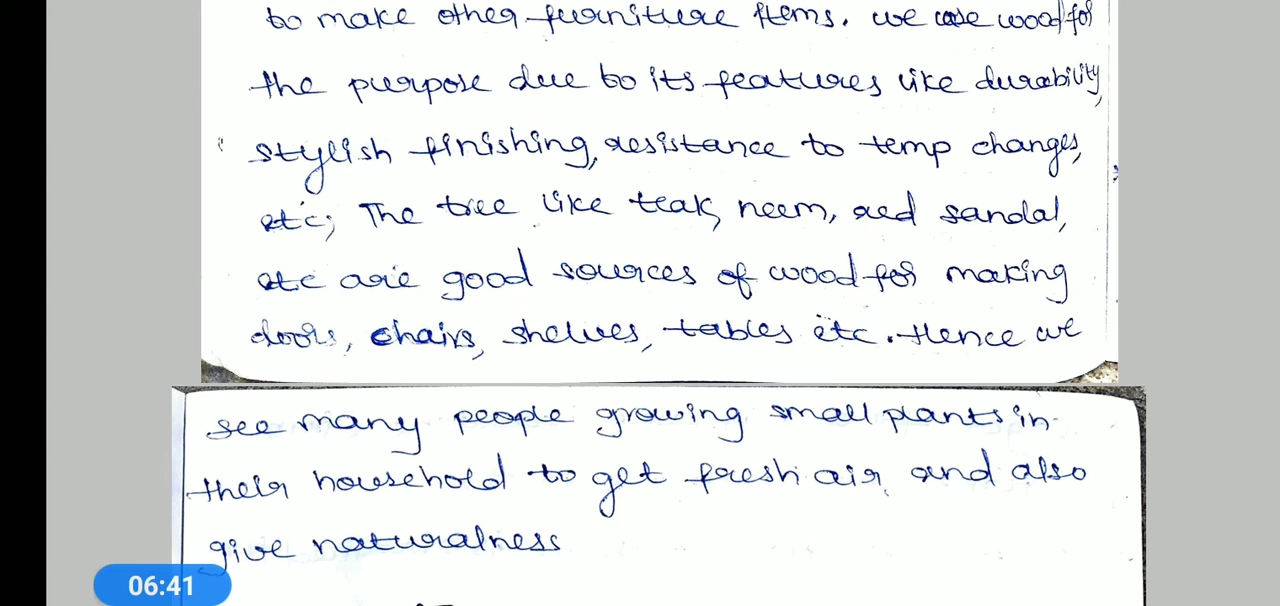 to make other furniture items. we use wood for
the purpose due to its features like durability,
stylish finishing, resistance to temp changes,
etc; The tree like teak, neem, red sandal,
etc are good sources of wood for making
doors, chairs, shelves, tables etc. Hence we
see many people growing small plants in
their household to get fresh air and also
give naturalness
06:41